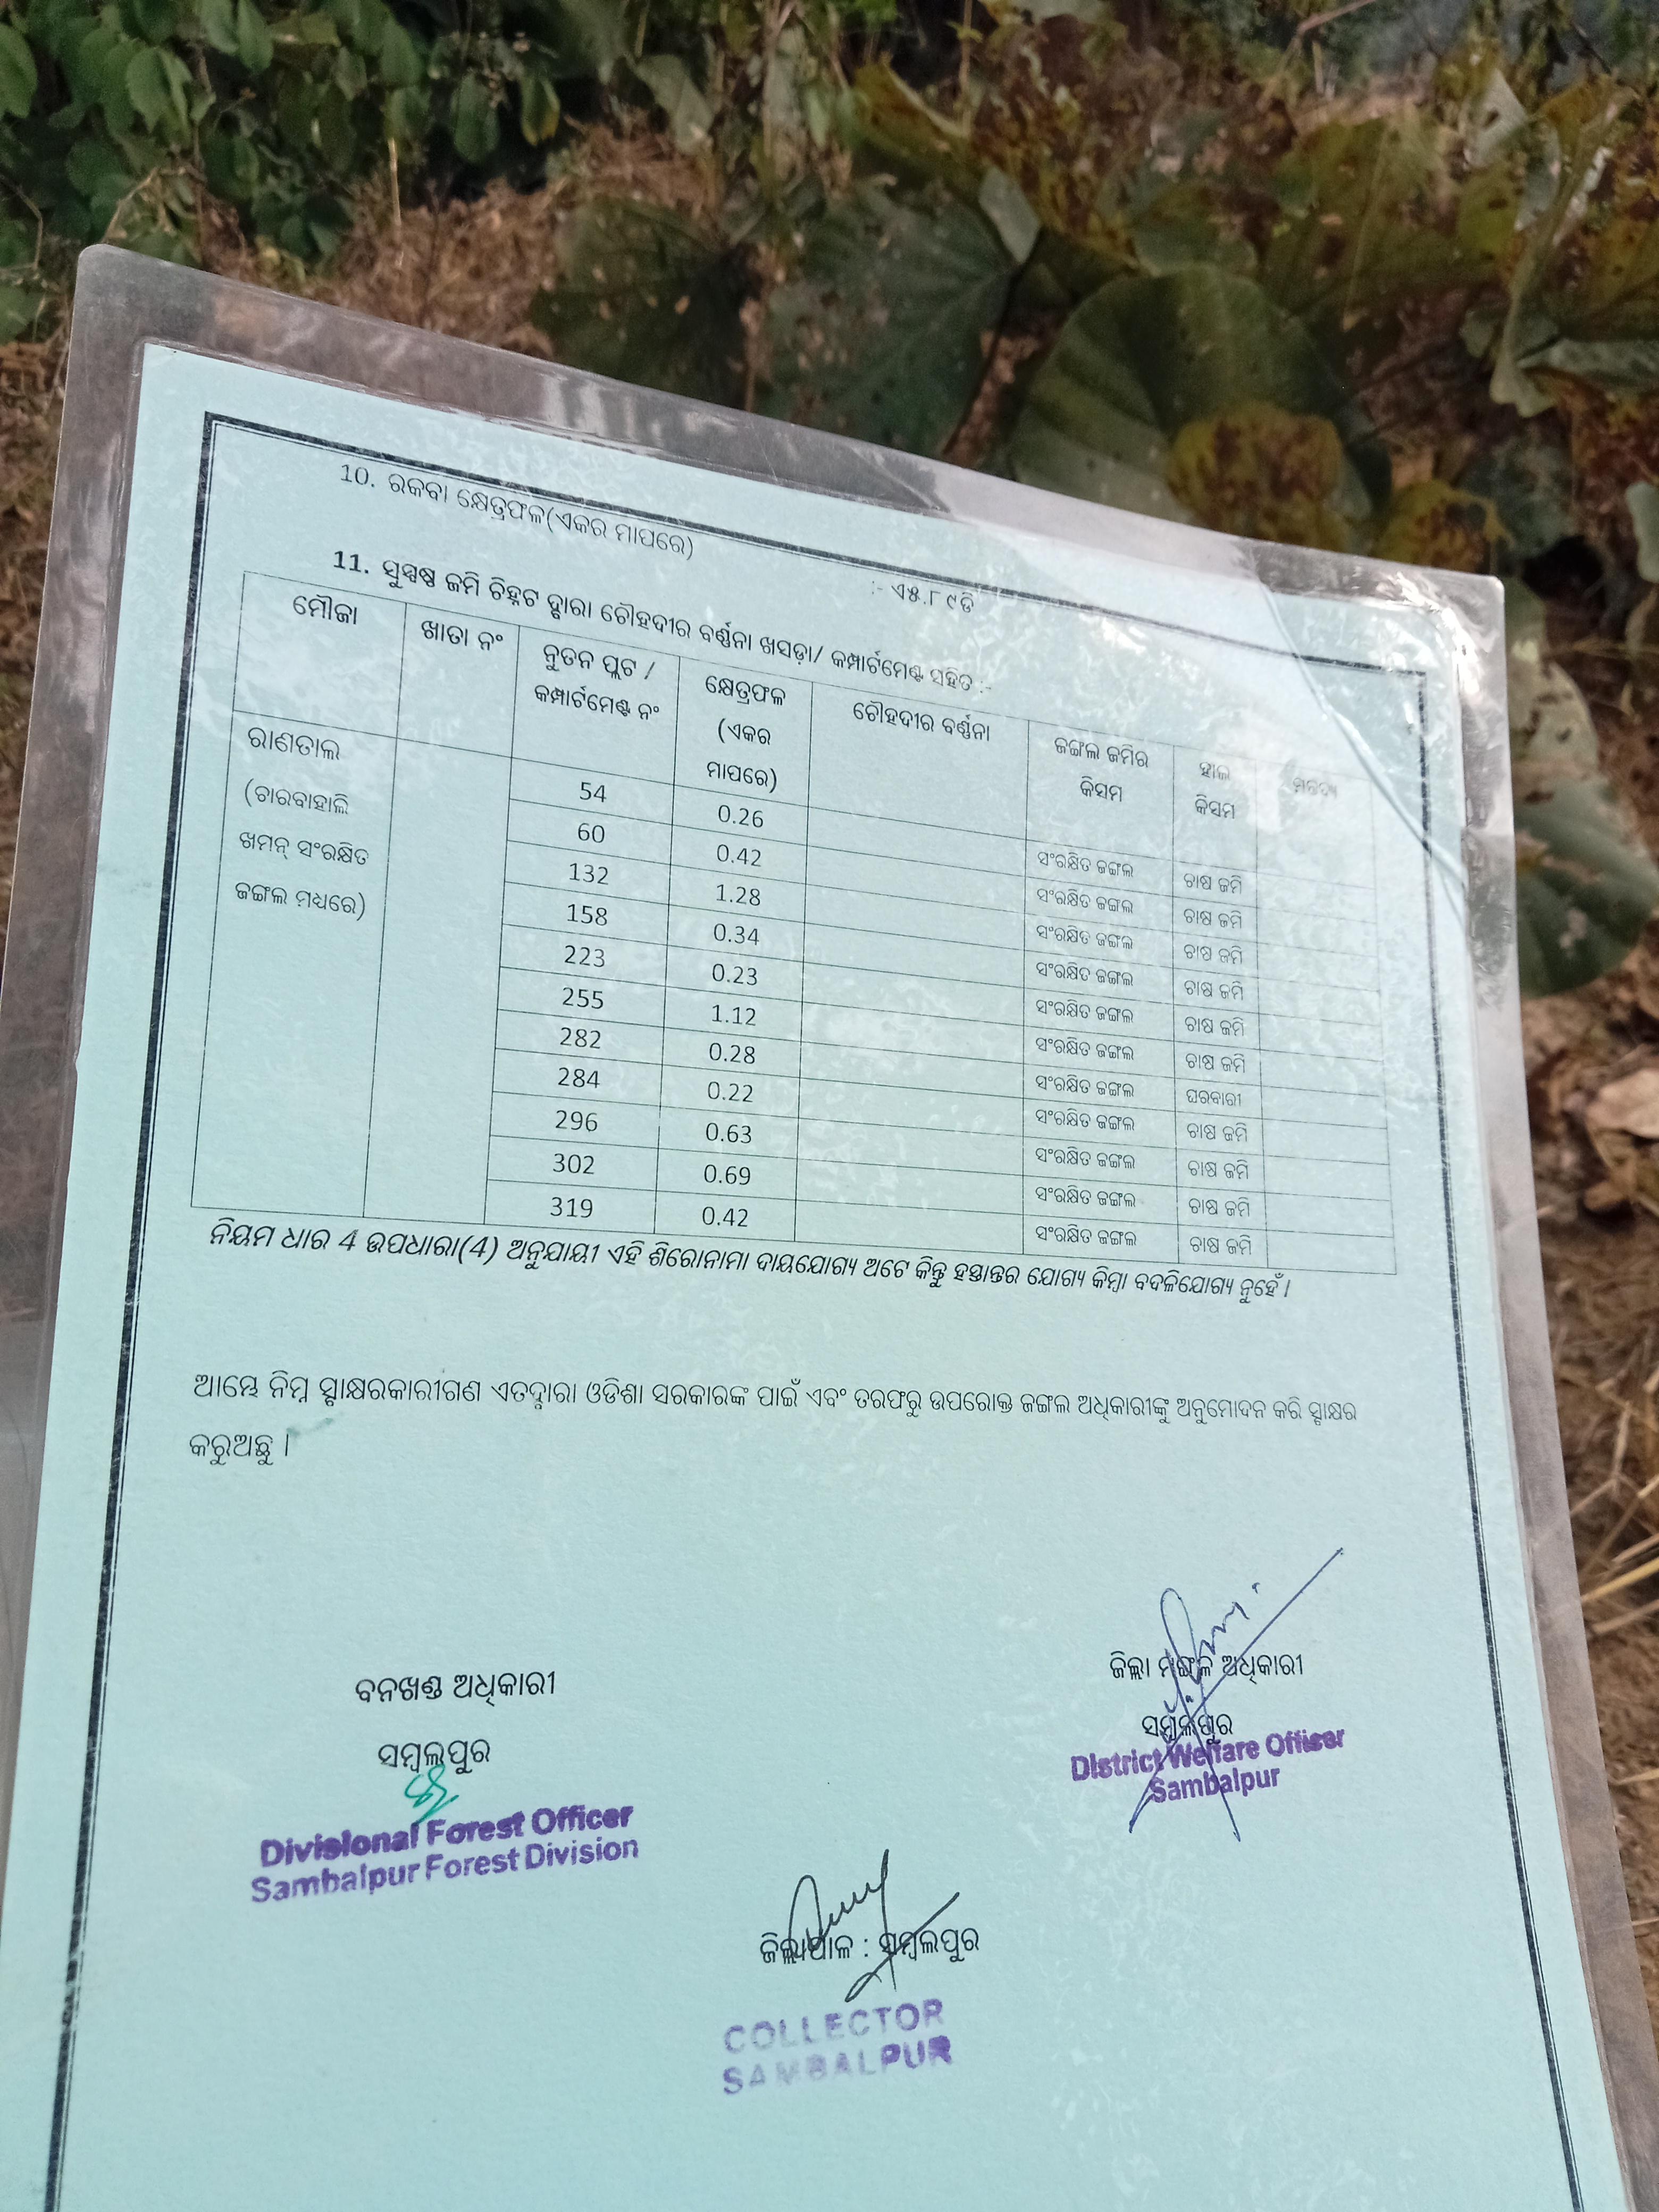 10. ରକବା କ୍ଷେତ୍ରଫଳ(ଏକର ମାପରେ) :- ଏ୫.୮୯ଡି
11. ସୁସ୍ପଷ୍ଟ ଜମି ଚିହ୍ନଟ ଦ୍ବାରା ଚୌହଦୀର ବର୍ଣ୍ଣନା ଖସଡ଼ା/ କମ୍ପାର୍ଟମେଣ୍ଟ ସହିତ :-
ମୌଜା ଖାତା ନଂ ନୁତନ ପ୍ଲଟ / କମ୍ପାର୍ଟମେଣ୍ଟ ନଂ କ୍ଷେତ୍ରଫଳ (ଏକର ମାପରେ) ଚୌହଦୀର ବର୍ଣ୍ଣନା ଜଙ୍ଗଲ ଜମିର କିସମ ହାଲ କିସମ ମନ୍ତବ୍ୟ
ରାଣତାଲ
(ଚାରବାହାଲି
ଖମନ୍ ସଂରକ୍ଷିତ
ଜଙ୍ଗଲ ମଧ୍ୟରେ)
54 0.26 ସଂରକ୍ଷିତ ଜଙ୍ଗଲ ଚାଷ ଜମି
60 0.42 ସଂରକ୍ଷିତ ଜଙ୍ଗଲ ଚାଷ ଜମି
132 1.28 ସଂରକ୍ଷିତ ଜଙ୍ଗଲ ଚାଷ ଜମି
158 0.34 ସଂରକ୍ଷିତ ଜଙ୍ଗଲ ଚାଷ ଜମି
223 0.23 ସଂରକ୍ଷିତ ଜଙ୍ଗଲ ଚାଷ ଜମି
255 1.12 ସଂରକ୍ଷିତ ଜଙ୍ଗଲ ଚାଷ ଜମି
282 0.28 ସଂରକ୍ଷିତ ଜଙ୍ଗଲ ଘରବାରୀ
284 0.22 ସଂରକ୍ଷିତ ଜଙ୍ଗଲ ଚାଷ ଜମି
296 0.63 ସଂରକ୍ଷିତ ଜଙ୍ଗଲ ଚାଷ ଜମି
302 0.69 ସଂରକ୍ଷିତ ଜଙ୍ଗଲ ଚାଷ ଜମି
319 0.42 ସଂରକ୍ଷିତ ଜଙ୍ଗଲ ଚାଷ ଜମି
ନିୟମ ଧାର 4 ଉପଧାରା(4) ଅନୁଯାୟୀ ଏହି ଶିରୋନାମା ଦାୟଯୋଗ୍ୟ ଅଟେ କିନ୍ତୁ ହସ୍ତାନ୍ତର ଯୋଗ୍ୟ କିମ୍ବା ବଦଳିଯୋଗ୍ୟ ନୁହେଁ ।
ଆମ୍ଭେ ନିମ୍ନ ସ୍ବାକ୍ଷରକାରୀଗଣ ଏତଦ୍ଦ୍ବାରା ଓଡିଶା ସରକାରଙ୍କ ପାଇଁ ଏବଂ ତରଫରୁ ଉପରୋକ୍ତ ଜଙ୍ଗଲ ଅଧିକାରୀଙ୍କୁ ଅନୁମୋଦନ କରି ସ୍ବାକ୍ଷର
କରୁଅଛୁ ।
ଜିଲ୍ଲା ମଙ୍ଗଳ ଅଧିକାରୀ
ସମ୍ବଲପୁର
District Welfare Officer
Sambalpur
ବନଖଣ୍ଡ ଅଧିକାରୀ
ସମ୍ବଲପୁର
Divisional Forest Officer
Sambalpur Forest Division
ଜିଲ୍ଲାପାଳ : ସମ୍ବଲପୁର
COLLECTOR
SAMBALPUR